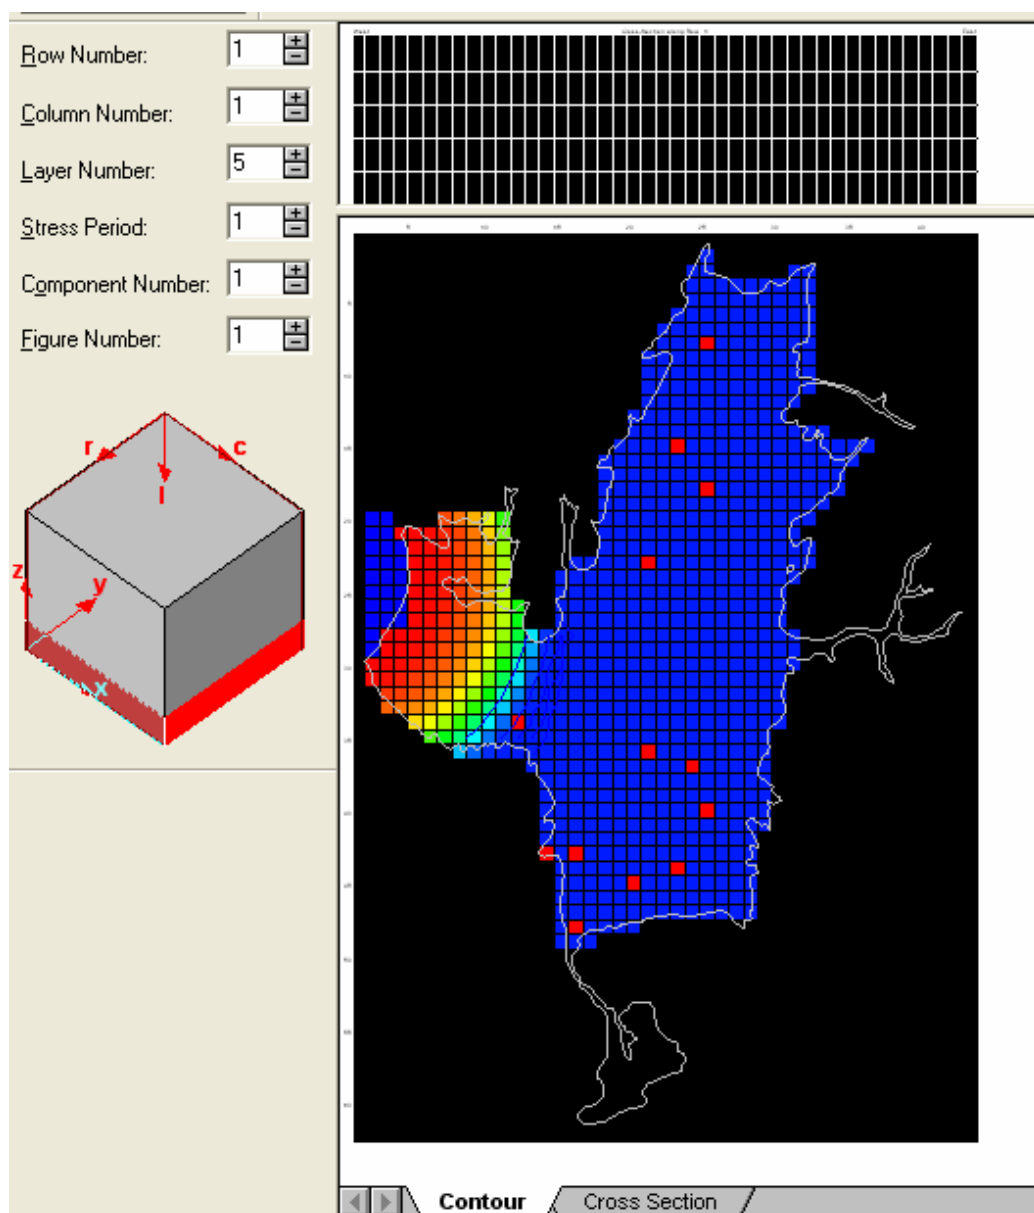 Row Number: 1
Column Number: 1
Layer Number: 5
Stress Period: 1
Component Number: 1
Figure Number: 1
r
c
l
z
y
x
Contour
Cross Section